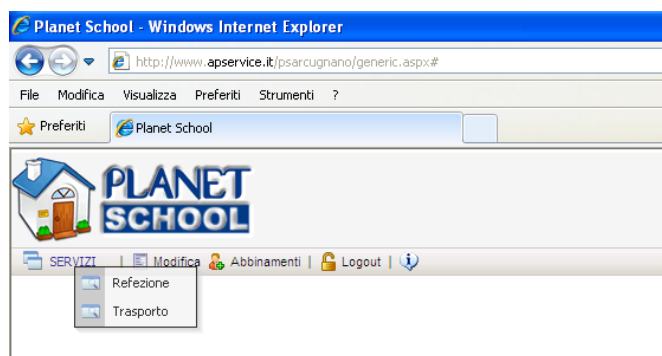 Planet School - Windows Internet Explorer
http://www.apservice.it/psarcugnano/generic.aspx#
File Modifica Visualizza Preferiti Strumenti ?
Preferiti Planet School
PLANET
SCHOOL
SERVIZI | Modifica Abbinamenti | Logout |
Refezione
Trasporto